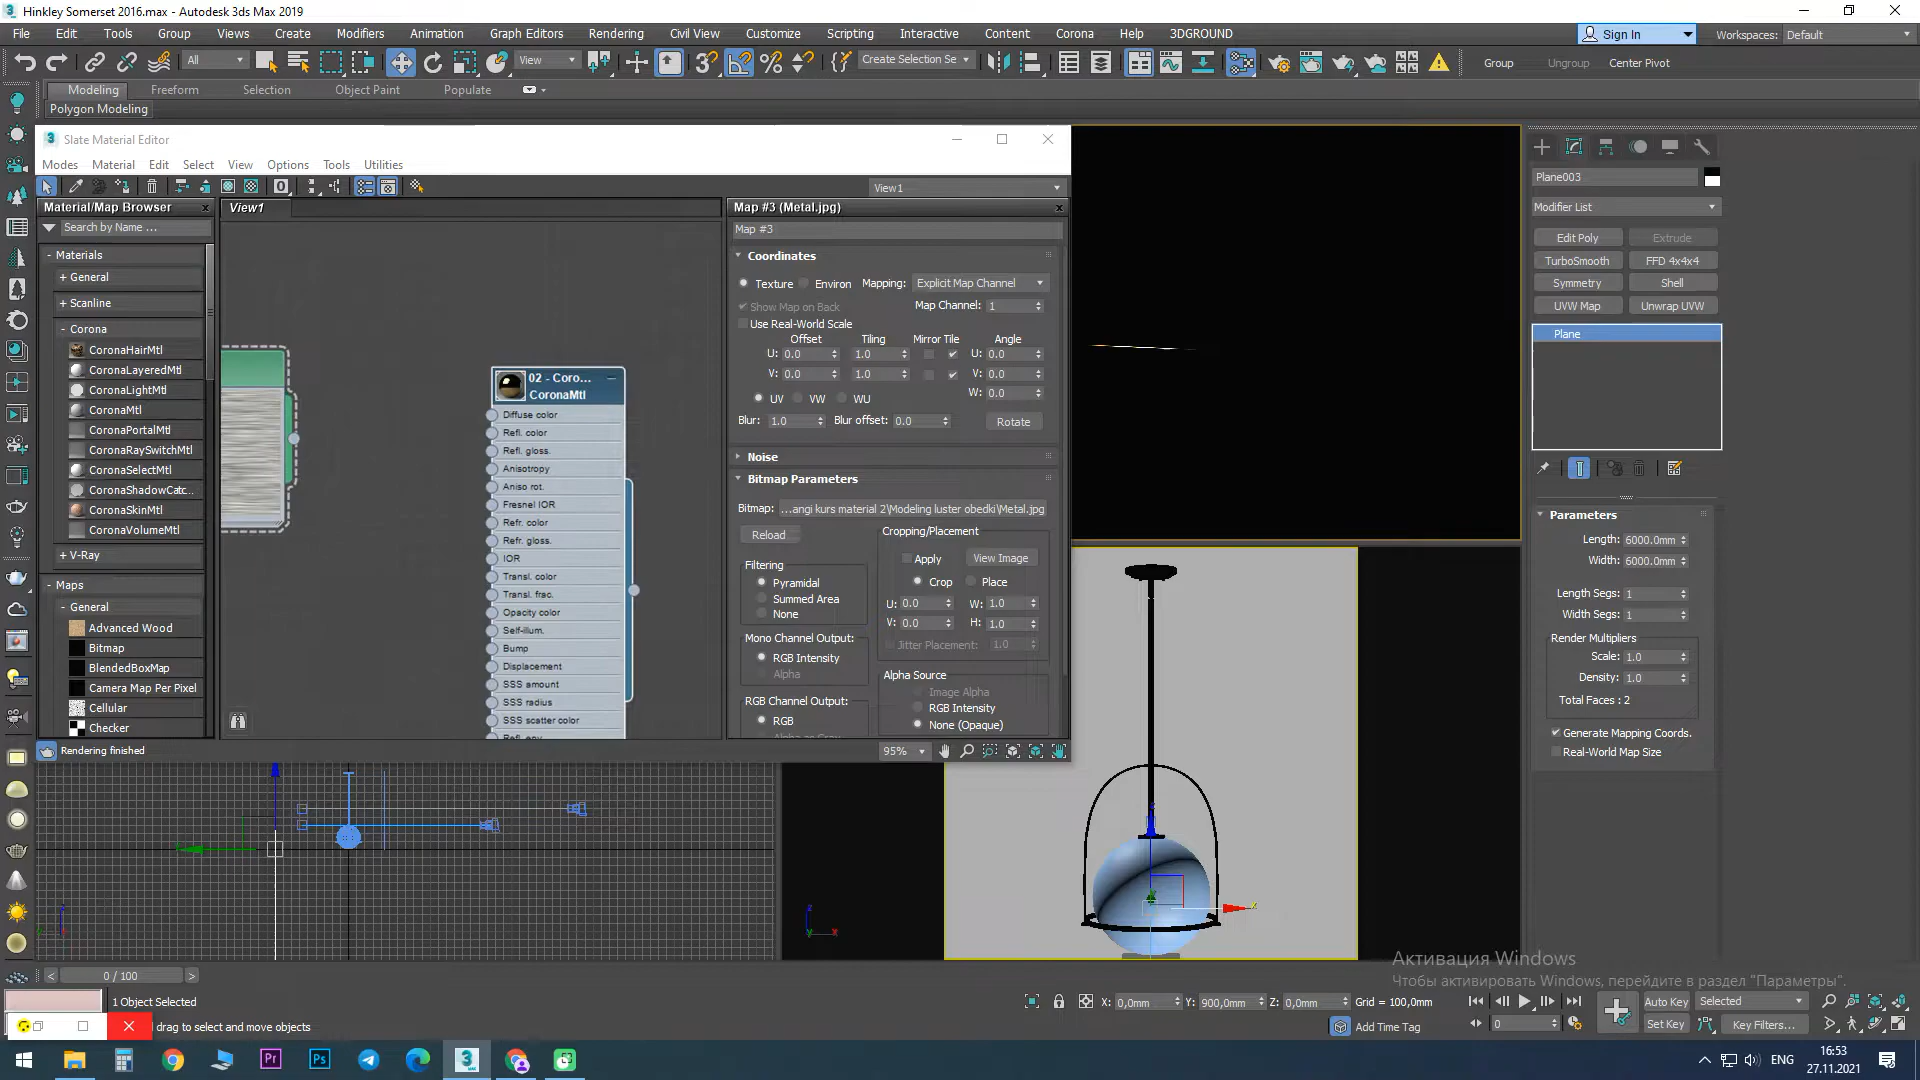 Hinkley Somerset 2016.max - Autodesk 3ds Max 2019
File Edit Tools Group Views Create Modifiers Animation Graph Editors Rendering Civil View Customize Scripting Interactive Content Corona Help 3DGROUND
Sign In Workspaces: Default
All View Create Selection Se Group Ungroup Center Pivot
Modeling Freeform Selection Object Paint Populate
Polygon Modeling
Slate Material Editor
Modes Material Edit Select View Options Tools Utilities
View1
Material/Map Browser
Search by Name ...
- Materials
+ General
+ Scanline
- Corona
CoronaHairMtl
CoronaLayeredMtl
CoronaLightMtl
CoronaMtl
CoronaPortalMtl
CoronaRaySwitchMtl
CoronaSelectMtl
CoronaShadowCatc...
CoronaSkinMtl
CoronaVolumeMtl
+ V-Ray
- Maps
- General
Advanced Wood
Bitmap
BlendedBoxMap
Camera Map Per Pixel
Cellular
Checker
View1
02 - Coro...
CoronaMtl
Diffuse color
Refl. color
Refl. gloss.
Anisotropy
Aniso rot.
Fresnel IOR
Refr. color
Refr. gloss.
IOR
Transl. color
Transl. frac.
Opacity color
Self-illum.
Bump
Displacement
SSS amount
SSS radius
SSS scatter color
Refl. env.
Map #3 (Metal.jpg)
Map #3
Coordinates
Texture Environ Mapping: Explicit Map Channel
Show Map on Back Map Channel: 1
Use Real-World Scale
Offset Tiling Mirror Tile Angle
U: 0.0 1.0 U: 0.0
V: 0.0 1.0 V: 0.0
W: 0.0
UV VW WU
Blur: 1.0 Blur offset: 0.0 Rotate
Noise
Bitmap Parameters
Bitmap: ...angi kurs material 2\Modeling luster obedki\Metal.jpg
Reload
Cropping/Placement
Apply View Image
Crop Place
U: 0.0 W: 1.0
V: 0.0 H: 1.0
Jitter Placement: 1.0
Filtering
Pyramidal
Summed Area
None
Mono Channel Output:
RGB Intensity
Alpha
RGB Channel Output:
RGB
Alpha as Gray
Alpha Source
Image Alpha
RGB Intensity
None (Opaque)
Rendering finished
95%
Plane003
Modifier List
Edit Poly Extrude
TurboSmooth FFD 4x4x4
Symmetry Shell
UVW Map Unwrap UVW
Plane
Parameters
Length: 6000.0mm
Width: 6000.0mm
Length Segs: 1
Width Segs: 1
Render Multipliers
Scale: 1.0
Density: 1.0
Total Faces : 2
Generate Mapping Coords.
Real-World Map Size
Активация Windows
Чтобы активировать Windows, перейдите в раздел "Параметры".
< 0 / 100 >
1 Object Selected
drag to select and move objects
X: 0,0mm Y: 900,0mm Z: 0,0mm Grid = 100,0mm
Add Time Tag
0
Auto Key Selected
Set Key Key Filters...
ENG
16:53
27.11.2021